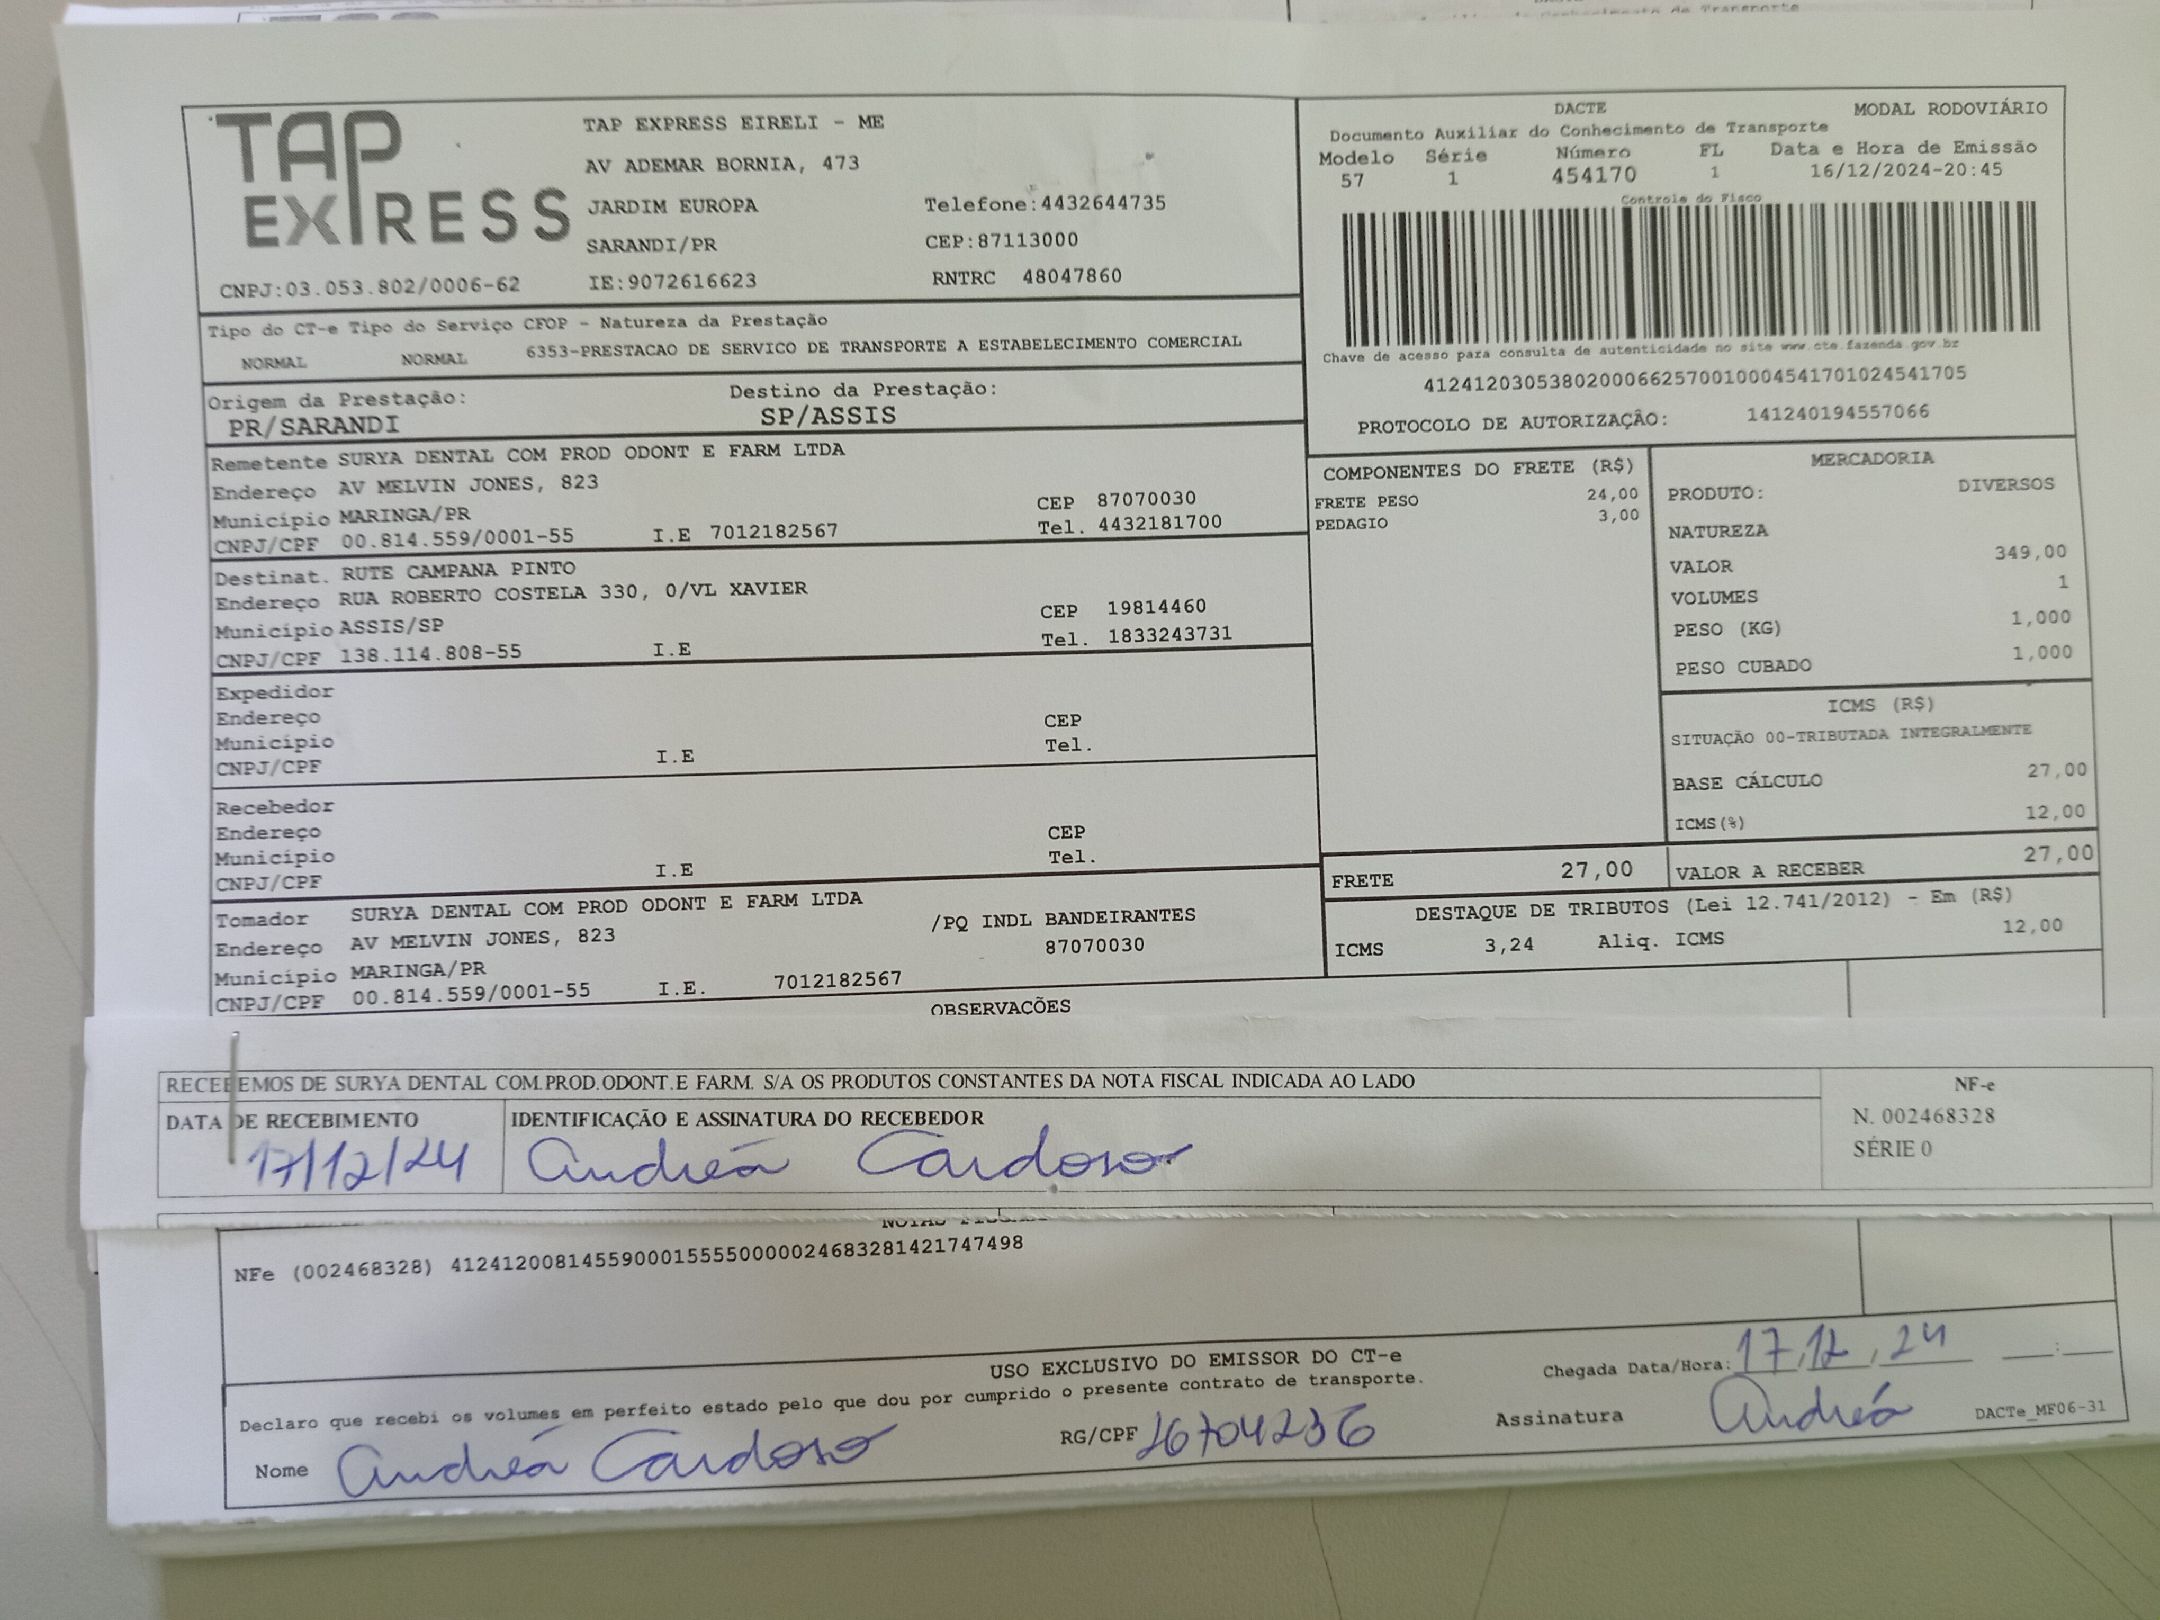 de Conhecimento de Transporte
TAP EXPRESS
TAP EXPRESS EIRELI - ME
AV ADEMAR BORNIA, 473
JARDIM EUROPA Telefone:4432644735
SARANDI/PR CEP:87113000
CNPJ:03.053.802/0006-62 IE:9072616623 RNTRC 48047860
DACTE MODAL RODOVIÁRIO
Documento Auxiliar do Conhecimento de Transporte
Modelo Série Número FL Data e Hora de Emissão
57 1 454170 1 16/12/2024-20:45
Controle do Fisco
Chave de acesso para consulta de autenticidade no site www.cte.fazenda.gov.br
41241203053802000662570010004541701024541705
PROTOCOLO DE AUTORIZAÇÂO: 141240194557066
Tipo do CT-e Tipo do Serviço CFOP - Natureza da Prestação
NORMAL NORMAL 6353-PRESTACAO DE SERVICO DE TRANSPORTE A ESTABELECIMENTO COMERCIAL
Origem da Prestação: Destino da Prestação:
PR/SARANDI SP/ASSIS
Remetente SURYA DENTAL COM PROD ODONT E FARM LTDA
Endereço AV MELVIN JONES, 823 CEP 87070030
Município MARINGA/PR Tel. 4432181700
CNPJ/CPF 00.814.559/0001-55 I.E 7012182567
Destinat. RUTE CAMPANA PINTO
Endereço RUA ROBERTO COSTELA 330, 0/VL XAVIER CEP 19814460
Município ASSIS/SP Tel. 1833243731
CNPJ/CPF 138.114.808-55 I.E
Expedidor
Endereço CEP
Município Tel.
CNPJ/CPF I.E
Recebedor
Endereço CEP
Município Tel.
CNPJ/CPF I.E
Tomador SURYA DENTAL COM PROD ODONT E FARM LTDA
Endereço AV MELVIN JONES, 823 /PQ INDL BANDEIRANTES
Município MARINGA/PR 87070030
CNPJ/CPF 00.814.559/0001-55 I.E. 7012182567
COMPONENTES DO FRETE (R$)
FRETE PESO 24,00
PEDAGIO 3,00
MERCADORIA
PRODUTO: DIVERSOS
NATUREZA
VALOR 349,00
VOLUMES 1
PESO (KG) 1,000
PESO CUBADO 1,000
ICMS (R$)
SITUAÇÃO 00-TRIBUTADA INTEGRALMENTE
BASE CÁLCULO 27,00
ICMS(%) 12,00
FRETE 27,00 VALOR A RECEBER 27,00
DESTAQUE DE TRIBUTOS (Lei 12.741/2012) - Em (R$)
ICMS 3,24 Aliq. ICMS 12,00
OBSERVAÇÕES
RECEBEMOS DE SURYA DENTAL COM.PROD.ODONT.E FARM. S/A OS PRODUTOS CONSTANTES DA NOTA FISCAL INDICADA AO LADO
DATA DE RECEBIMENTO IDENTIFICAÇÃO E ASSINATURA DO RECEBEDOR
17/12/24 Andréa Cardoso
NF-e
N. 002468328
SÉRIE 0
NFe (002468328) 41241200814559000155550000024683281421747498
USO EXCLUSIVO DO EMISSOR DO CT-e
Declaro que recebi os volumes em perfeito estado pelo que dou por cumprido o presente contrato de transporte.
Chegada Data/Hora: 17,12,24 :
Nome Andréa Cardoso RG/CPF 16704236 Assinatura Andréa DACTe_MF06-31